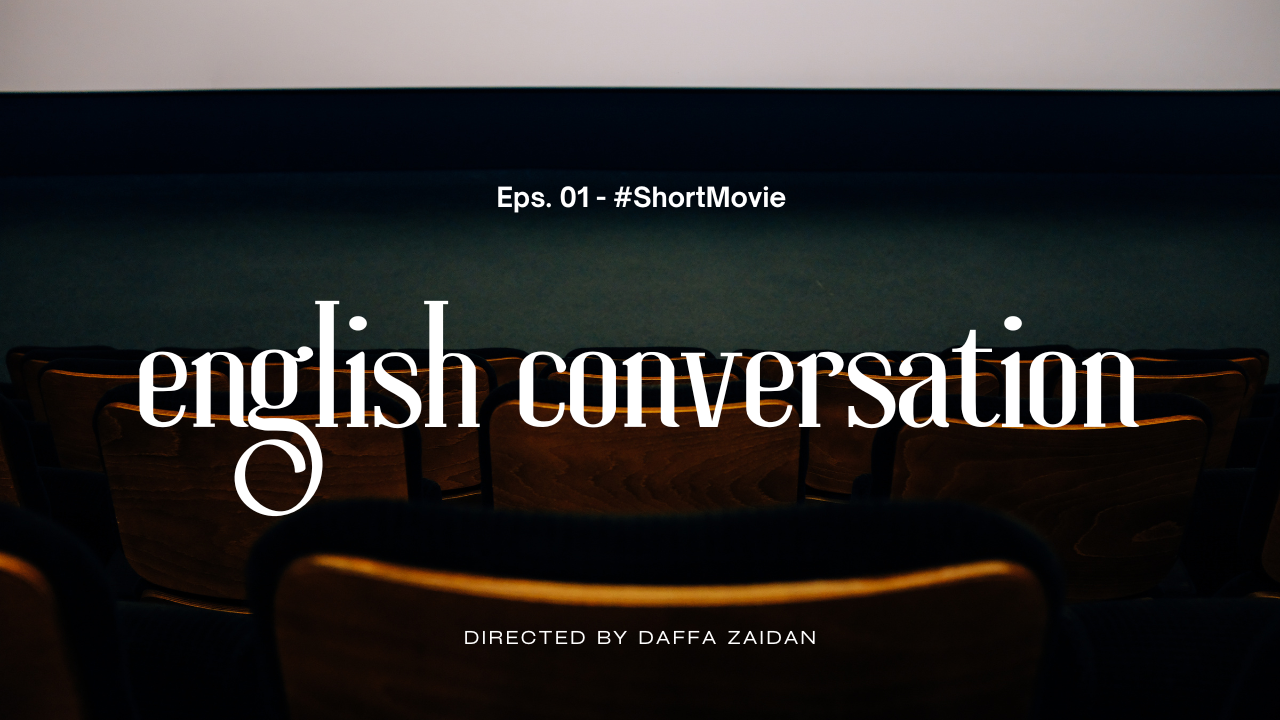 Eps. 01 - #ShortMovie
english conversation
DIRECTED BY DAFFA ZAIDAN